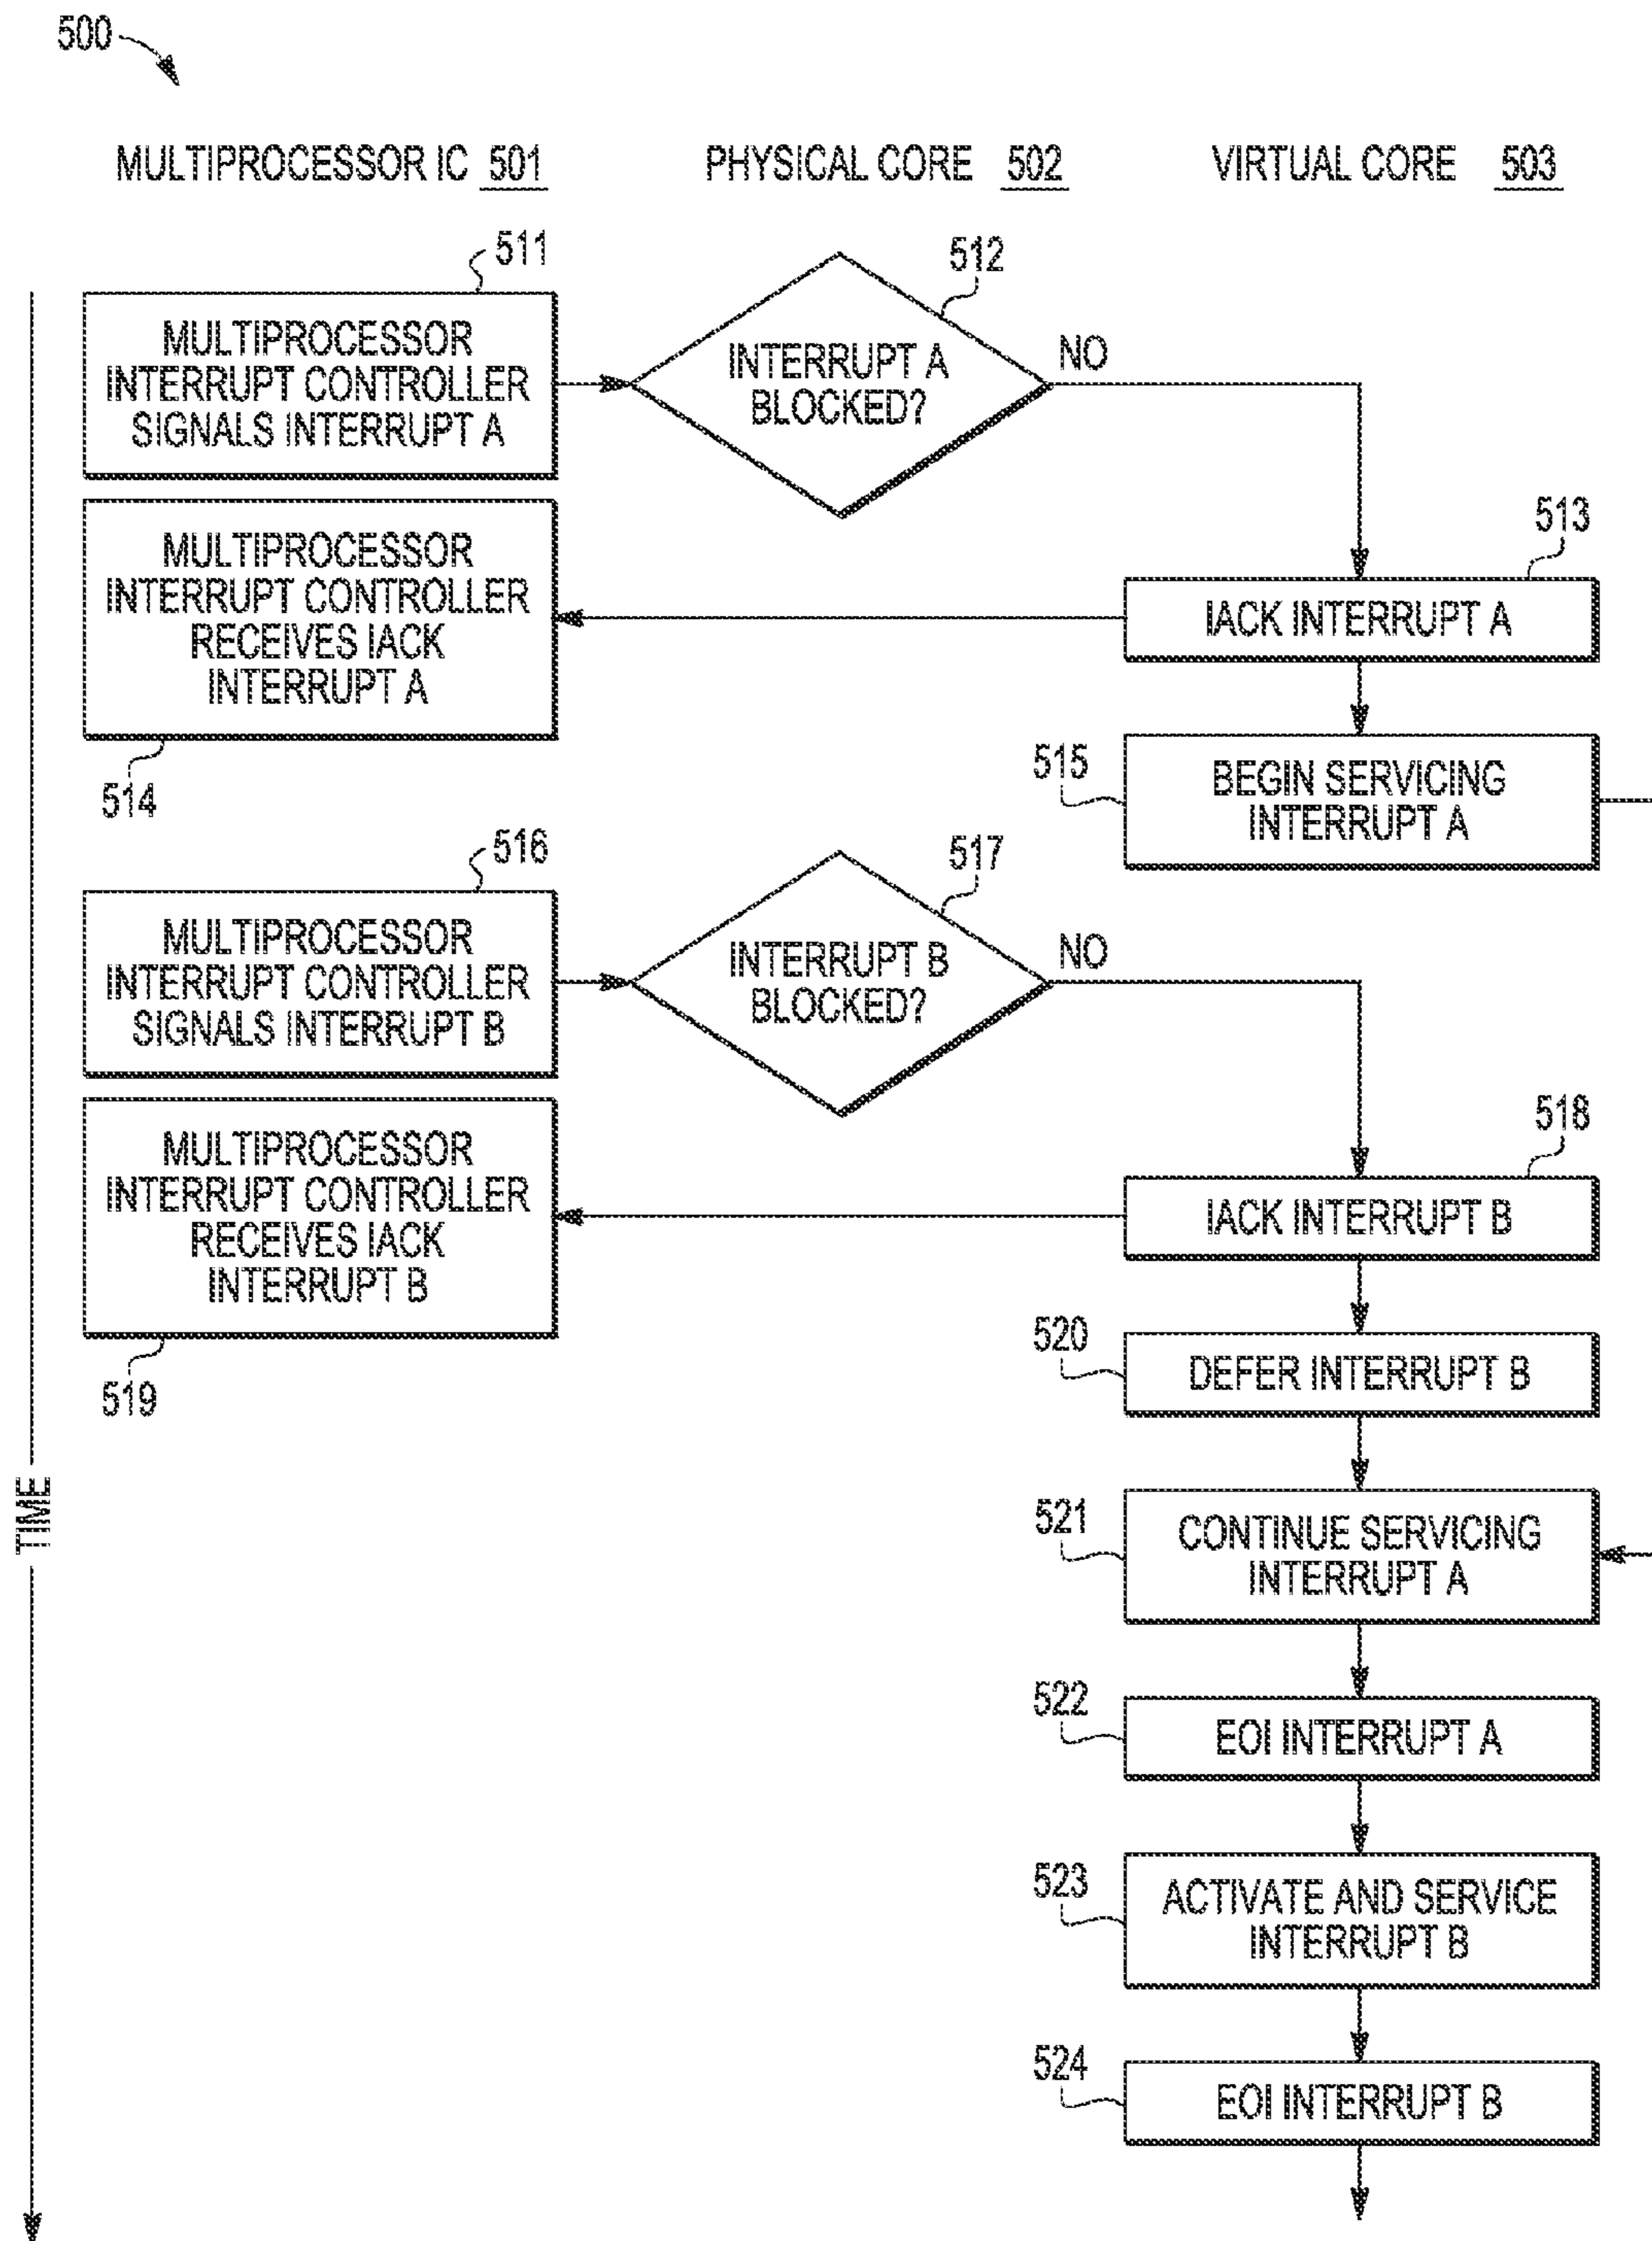 500
MULTIPROCESSOR IC 501
PHYSICAL CORE 502
VIRTUAL CORE 503
511
MULTIPROCESSOR
INTERRUPT CONTROLLER
SIGNALS INTERRUPT A
512
INTERRUPT A
BLOCKED?
NO
513
IACK INTERRUPT A
MULTIPROCESSOR
INTERRUPT CONTROLLER
RECEIVES IACK
INTERRUPT A
514
515
BEGIN SERVICING
INTERRUPT A
516
MULTIPROCESSOR
INTERRUPT CONTROLLER
SIGNALS INTERRUPT B
517
INTERRUPT B
BLOCKED?
NO
518
IACK INTERRUPT B
MULTIPROCESSOR
INTERRUPT CONTROLLER
RECEIVES IACK
INTERRUPT B
519
520
DEFER INTERRUPT B
521
CONTINUE SERVICING
INTERRUPT A
TIME
522
EOI INTERRUPT A
523
ACTIVATE AND SERVICE
INTERRUPT B
524
EOI INTERRUPT B